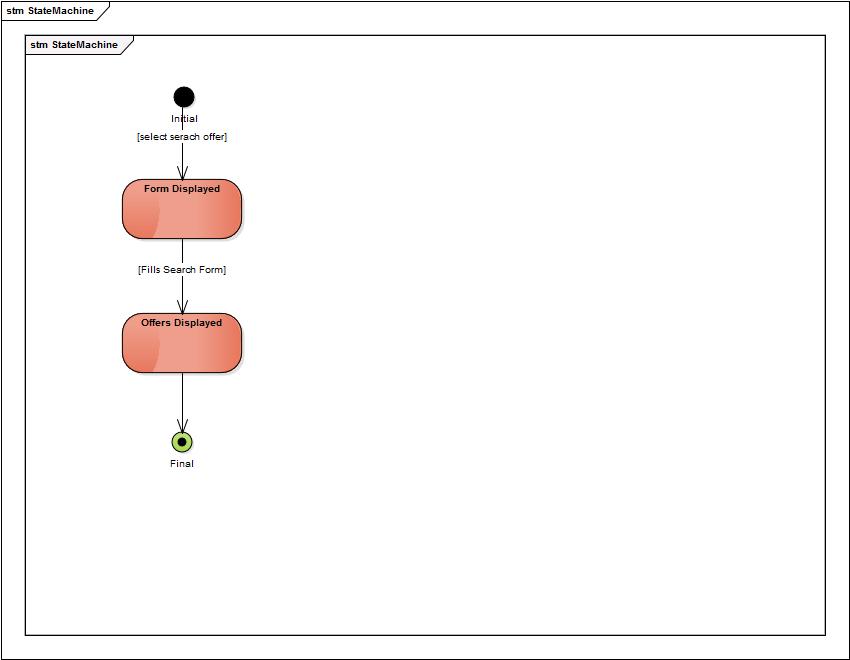 stm StateMachine
stm StateMachine
Initial
[select serach offer]
Form Displayed
[Fills Search Form]
Offers Displayed
Final